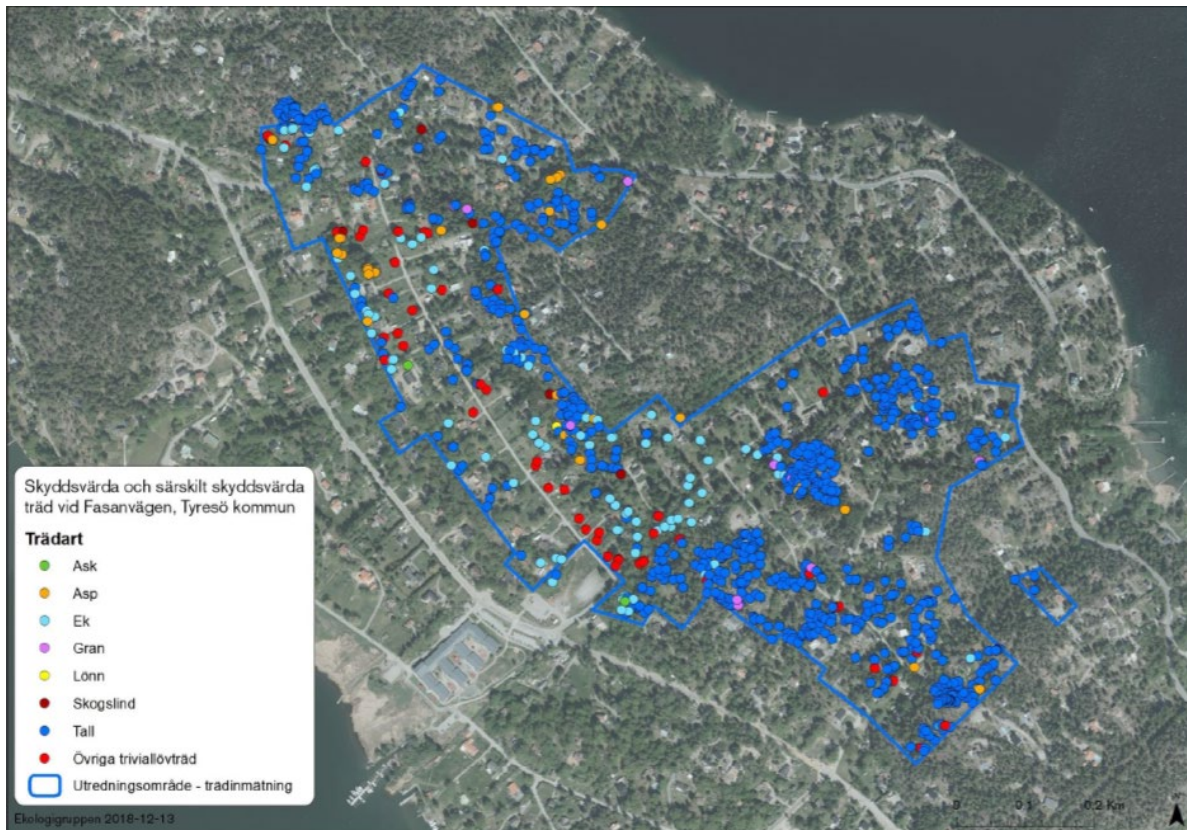 Skyddsvärda och särskilt skyddsvärda
träd vid Fasanvägen, Tyresö kommun
Trädart
Ask
Asp
Ek
Gran
Lönn
Skogslind
Tall
Övriga triviallövträd
Utredningsområde - trädinmätning
Ekologigruppen 2018-12-13
0 0.1 0.2 Km